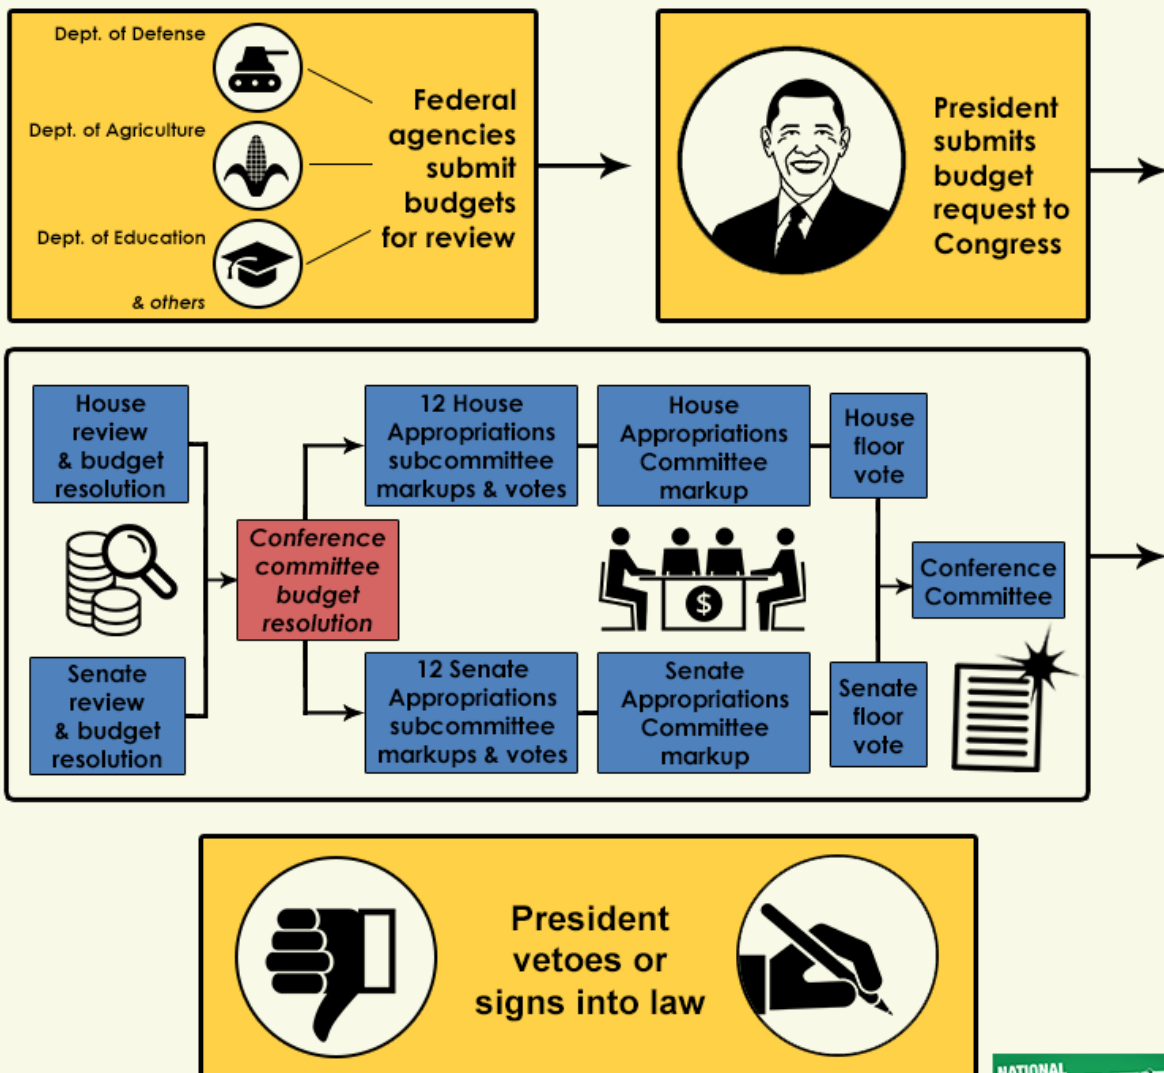 Dept. of Defense
Dept. of Agriculture
Dept. of Education
& others
Federal
agencies
submit
budgets
for review
President
submits
budget
request to
Congress
House
review
& budget
resolution
Senate
review
& budget
resolution
Conference
committee
budget
resolution
12 House
Appropriations
subcommittee
markups & votes
House
Appropriations
Committee
markup
House
floor
vote
$
12 Senate
Appropriations
subcommittee
markups & votes
Senate
Appropriations
Committee
markup
Senate
floor
vote
Conference
Committee
President
vetoes or
signs into law
NATIONAL